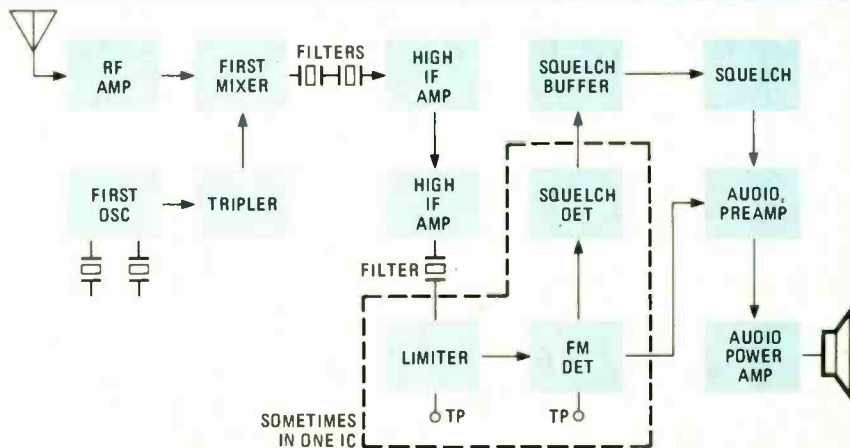 RF
AMP
FIRST
MIXER
FILTERS
HIGH
IF
AMP
SQUELCH
BUFFER
SQUELCH
FIRST
OSC
TRIPLER
HIGH
IF
AMP
SQUELCH
DET
AUDIO,
PREAMP
FILTER
LIMITER
FM
DET
AUDIO
POWER
AMP
TP
TP
SOMETIMES
IN ONE IC